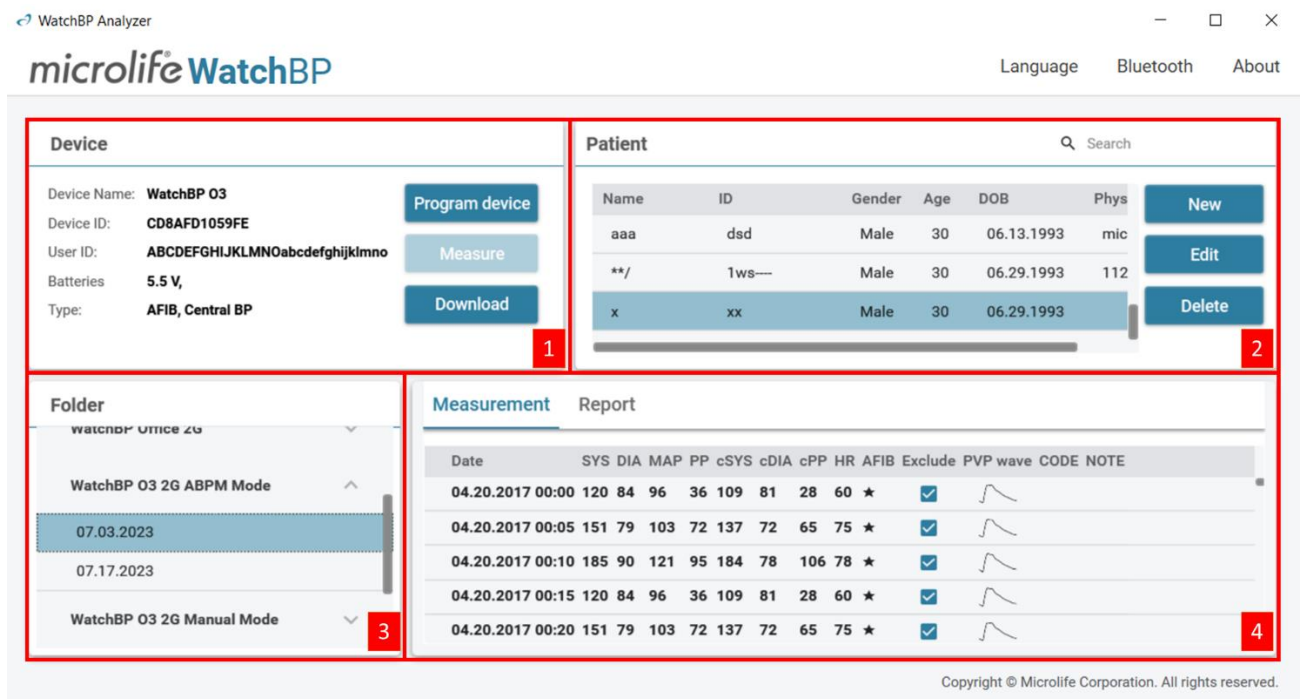 WatchBP Analyzer
microlife® WatchBP
Language Bluetooth About
Device
Device Name: WatchBP O3
Device ID: CD8AFD1059FE
User ID: ABCDEFGHIJKLMNOabcdefghijklmno
Batteries 5.5 V,
Type: AFIB, Central BP
Program device
Measure
Download
1
Patient
Search
Name ID Gender Age DOB Phys
aaa dsd Male 30 06.13.1993 mic
**/ 1ws---- Male 30 06.29.1993 112
x xx Male 30 06.29.1993
New
Edit
Delete
2
Folder
WatchBP Office 2G
WatchBP O3 2G ABPM Mode
07.03.2023
07.17.2023
WatchBP O3 2G Manual Mode
3
Measurement Report
Date SYS DIA MAP PP cSYS cDIA cPP HR AFIB Exclude PVP wave CODE NOTE
04.20.2017 00:00 120 84 96 36 109 81 28 60 ★
04.20.2017 00:05 151 79 103 72 137 72 65 75 ★
04.20.2017 00:10 185 90 121 95 184 78 106 78 ★
04.20.2017 00:15 120 84 96 36 109 81 28 60 ★
04.20.2017 00:20 151 79 103 72 137 72 65 75 ★
4
Copyright © Microlife Corporation. All rights reserved.